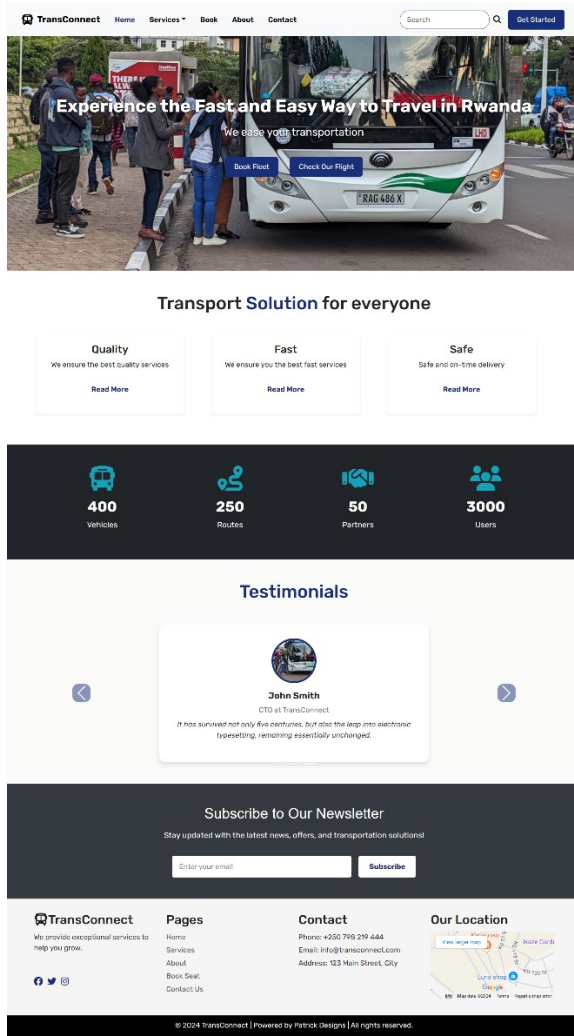 TransConnect Home Services Book About Contact Search Get Started
Experience the Fast and Easy Way to Travel in Rwanda
We ease your transportation
LHD
Book Fleet Check Our Flight
RAG 486 X
Transport Solution for everyone
Quality Fast Safe
We ensure the best quality services We ensure you the best fast services Safe and on-time delivery
Read More Read More Read More
400 250 50 3000
Vehicles Routes Partners Users
Testimonials
John Smith
CTO at TransConnect
It has survived not only five centuries, but also the leap into electronic
typesetting, remaining essentially unchanged.
Subscribe to Our Newsletter
Stay updated with the latest news, offers, and transportation solutions!
Enter your email Subscribe
TransConnect Pages Contact Our Location
We provide exceptional services to Home Phone: +250 798 219 444
help you grow. Services Email: info@transconnect.com View larger map
About Address: 123 Main Street, City
Book Seat
Contact Us
Google
Map data ©2024 Terms Report a map error
© 2024 TransConnect | Powered by Patrick Designs | All rights reserved.